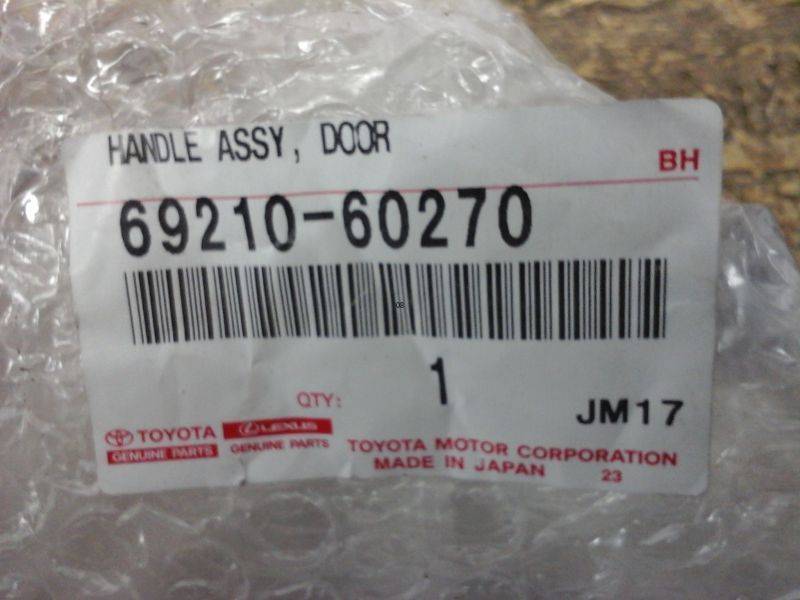 HANDLE ASSY, DOOR
BH
69210-60270
08
QTY: 1
JM17
TOYOTA LEXUS
GENUINE PARTS GENUINE PARTS
TOYOTA MOTOR CORPORATION
MADE IN JAPAN 23